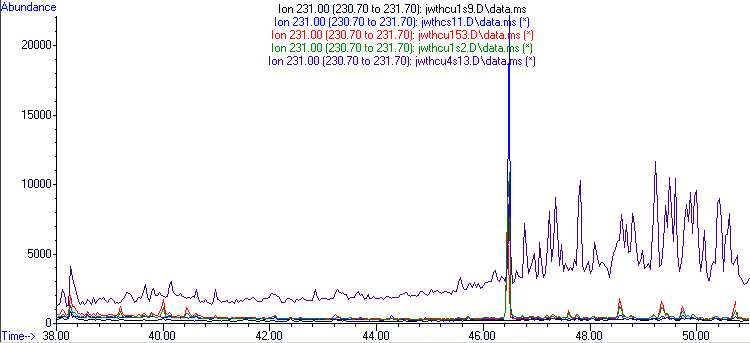 Abundance
Ion 231.00 (230.70 to 231.70): jwthcu1s9.D\data.ms
Ion 231.00 (230.70 to 231.70): jwthcs11.D\data.ms (*)
Ion 231.00 (230.70 to 231.70): jwthcu153.D\data.ms (*)
Ion 231.00 (230.70 to 231.70): jwthcu1s2.D\data.ms (*)
Ion 231.00 (230.70 to 231.70): jwthcu4s13.D\data.ms (*)
20000
15000
10000
5000
0
Time--> 38.00 40.00 42.00 44.00 46.00 48.00 50.00